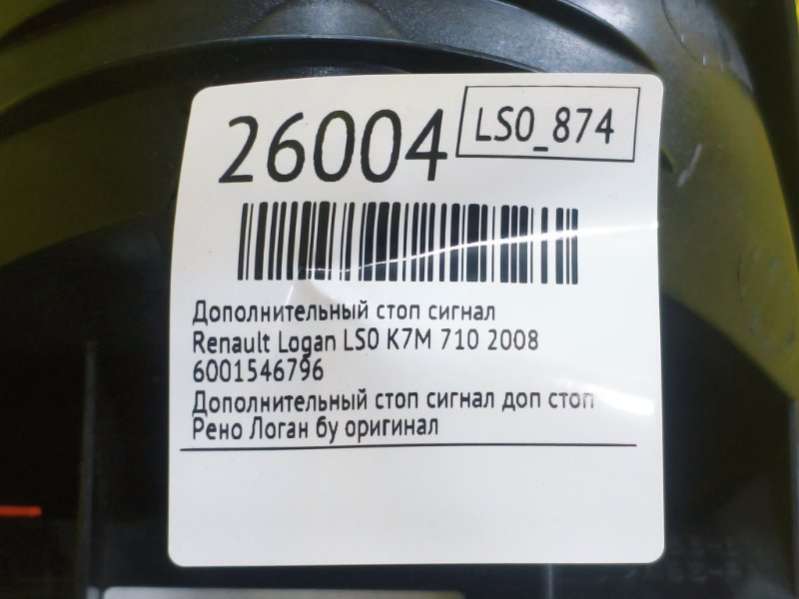 26004
LS0_874
Дополнительный стоп сигнал
Renault Logan LS0 K7M 710 2008
6001546796
Дополнительный стоп сигнал доп стоп
Рено Логан бу оригинал